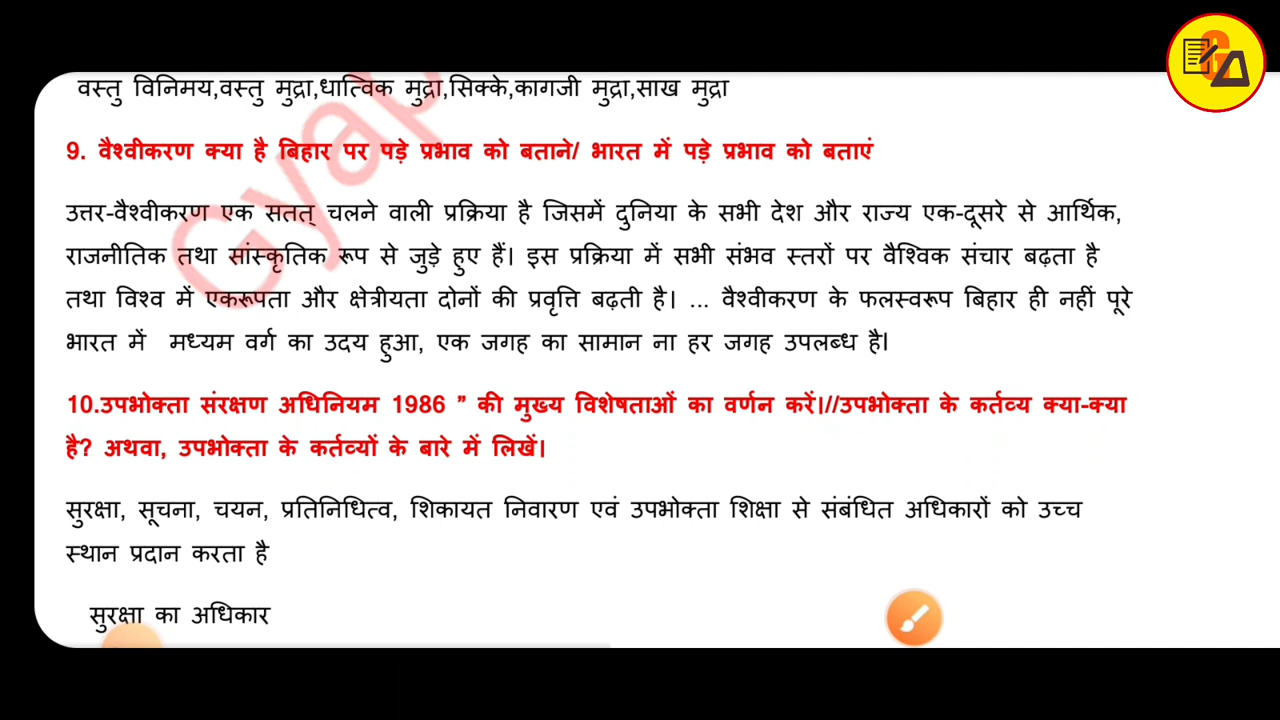 वस्तु विनिमय,वस्तु मुद्रा,धात्विक मुद्रा,सिक्के,कागजी मुद्रा,साख मुद्रा
9. वैश्वीकरण क्या है बिहार पर पड़े प्रभाव को बताने/ भारत में पड़े प्रभाव को बताएं
उत्तर-वैश्वीकरण एक सतत् चलने वाली प्रक्रिया है जिसमें दुनिया के सभी देश और राज्य एक-दूसरे से आर्थिक,
राजनीतिक तथा सांस्कृतिक रूप से जुड़े हुए हैं। इस प्रक्रिया में सभी संभव स्तरों पर वैश्विक संचार बढ़ता है
तथा विश्व में एकरूपता और क्षेत्रीयता दोनों की प्रवृत्ति बढ़ती है। ... वैश्वीकरण के फलस्वरूप बिहार ही नहीं पूरे
भारत में मध्यम वर्ग का उदय हुआ, एक जगह का सामान ना हर जगह उपलब्ध है।
10.उपभोक्ता संरक्षण अधिनियम 1986 ” की मुख्य विशेषताओं का वर्णन करें।//उपभोक्ता के कर्तव्य क्या-क्या
है? अथवा, उपभोक्ता के कर्तव्यों के बारे में लिखें।
सुरक्षा, सूचना, चयन, प्रतिनिधित्व, शिकायत निवारण एवं उपभोक्ता शिक्षा से संबंधित अधिकारों को उच्च
स्थान प्रदान करता है
सुरक्षा का अधिकार